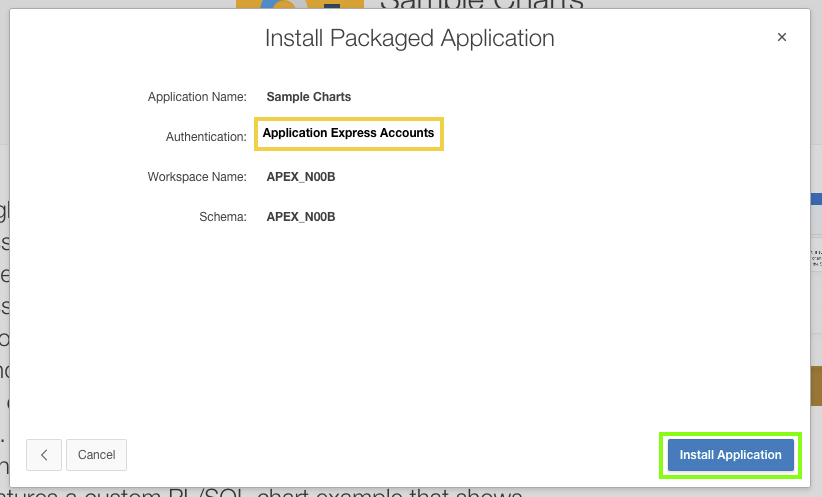 Sample Charts
Install Packaged Application
Application Name: Sample Charts
Authentication: Application Express Accounts
Workspace Name: APEX_N00B
Schema: APEX_N00B
Cancel
Install Application
features a custom PL/SQL chart example that shows